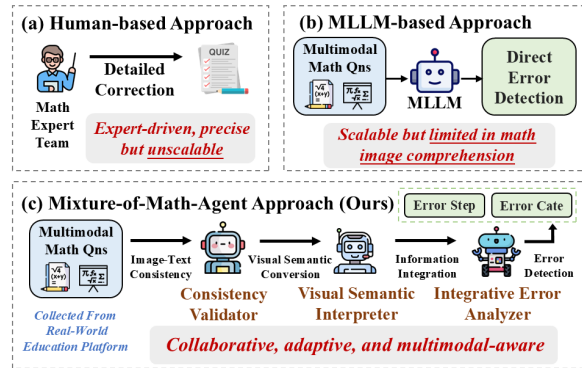 (a) Human-based Approach
Math
Expert
Team
Detailed
Correction
QUIZ
Expert-driven, precise
but unscalable
(b) MLLM-based Approach
Multimodal
Math Qns
MLLM
Direct
Error
Detection
Scalable but limited in math
image comprehension
(c) Mixture-of-Math-Agent Approach (Ours)
Error Step
Error Cate
Multimodal
Math Qns
Collected From
Real-World
Education Platform
Image-Text
Consistency
Consistency
Validator
Visual Semantic
Conversion
Visual Semantic
Interpreter
Information
Integration
Integrative Error
Analyzer
Error
Detection
Collaborative, adaptive, and multimodal-aware